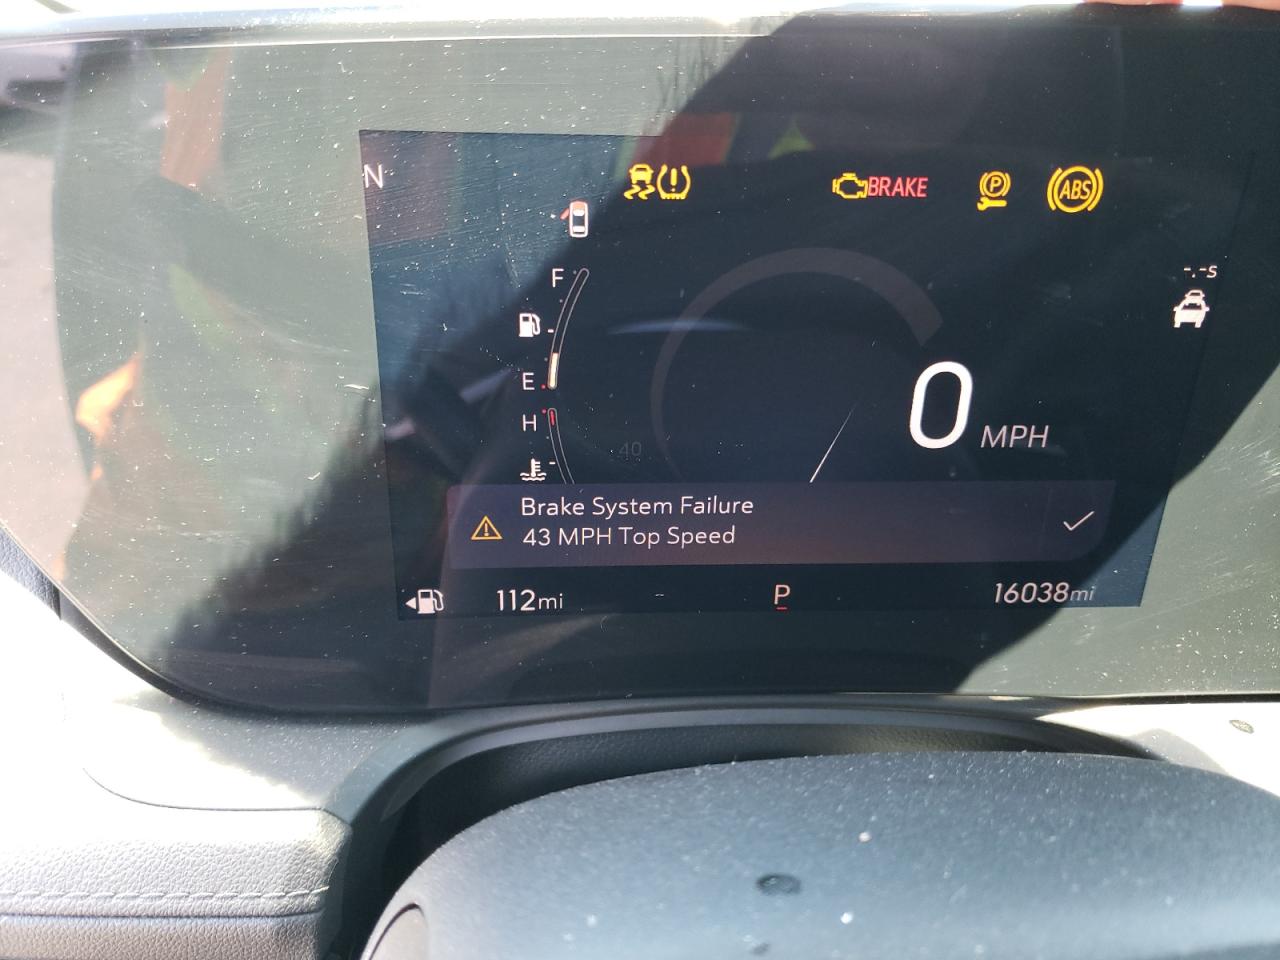 N
BRAKE
P
ABS
F
-.-s
E
0 MPH
H
40
Brake System Failure
43 MPH Top Speed
112mi
P
16038mi